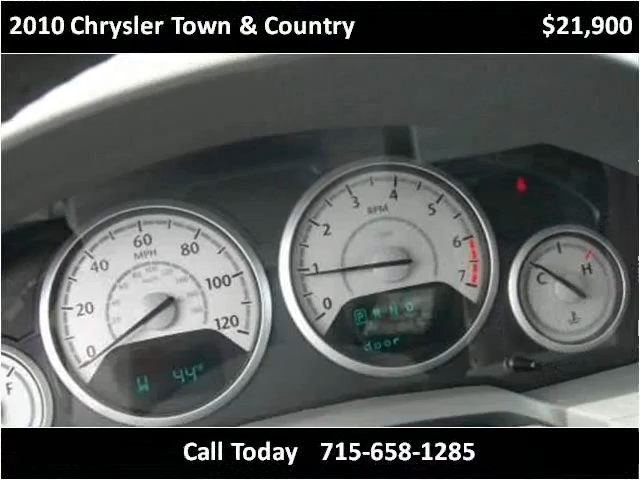 2010 Chrysler Town & Country $21,900
0 20 40 60 80 100 120
MPH
W 44°
0 1 2 3 4 5 6 7
RPM
P R N D
door
C H
F
Call Today 715-658-1285